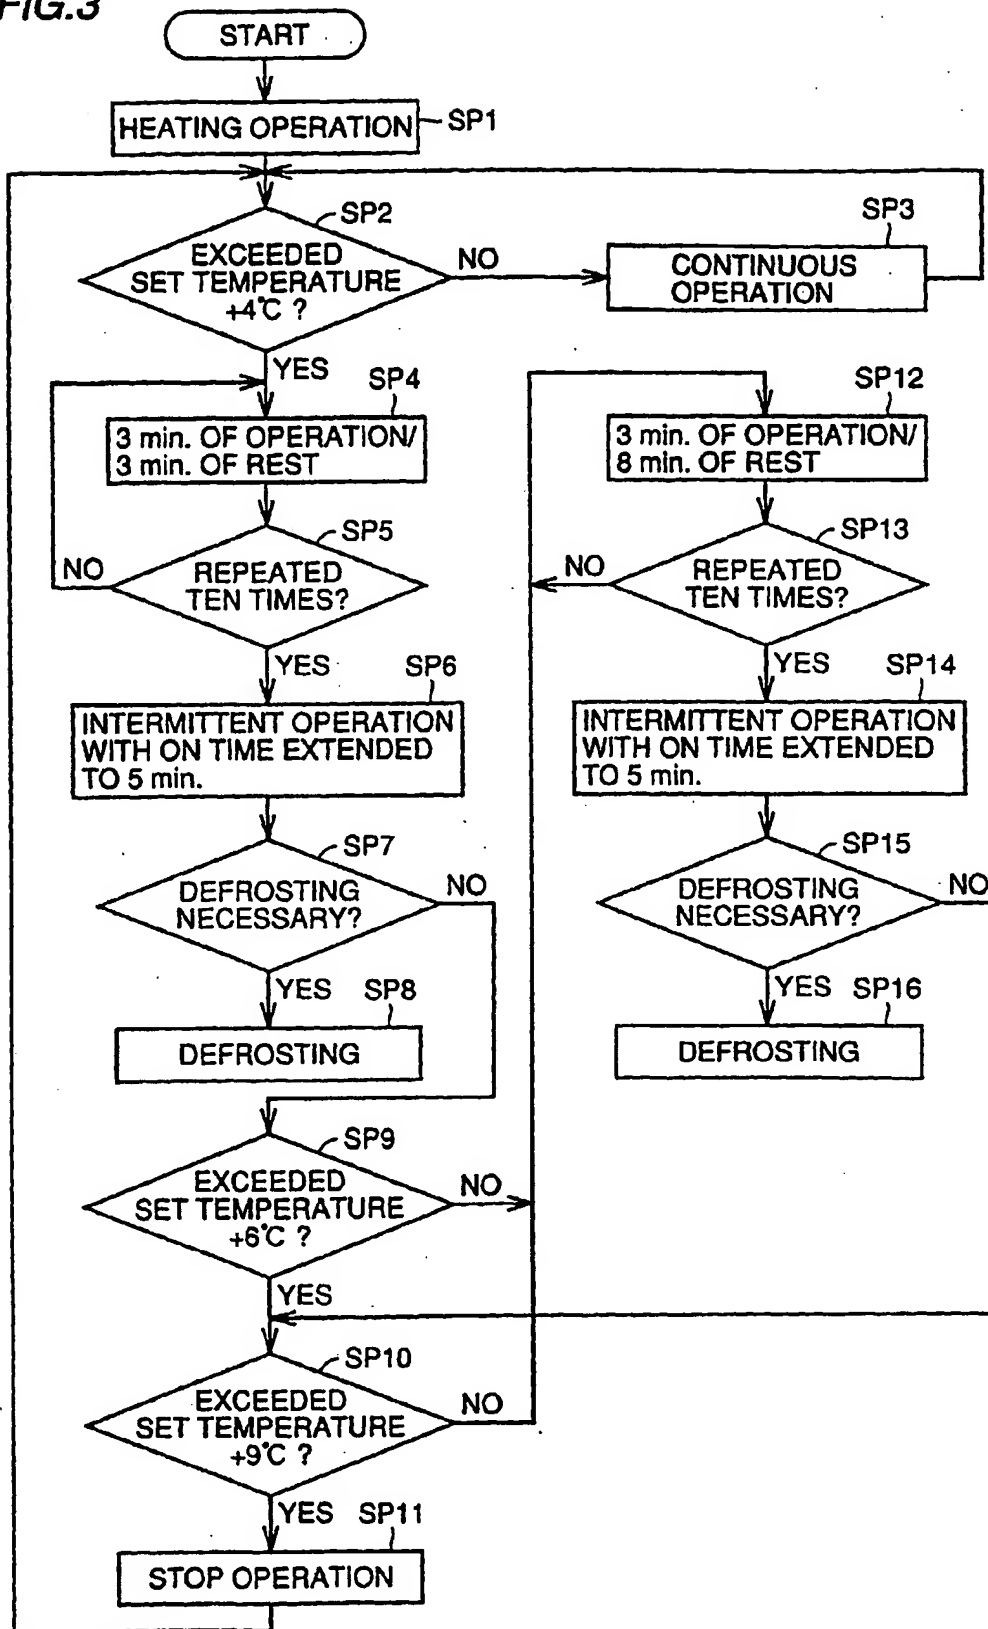 FIG.3
START
HEATING OPERATION
SP1
SP2
EXCEEDED
SET TEMPERATURE
+4°C ?
NO
SP3
CONTINUOUS
OPERATION
YES
SP4
3 min. OF OPERATION/
3 min. OF REST
SP5
REPEATED
TEN TIMES?
NO
YES
SP6
INTERMITTENT OPERATION
WITH ON TIME EXTENDED
TO 5 min.
SP7
DEFROSTING
NECESSARY?
NO
YES
SP8
DEFROSTING
SP9
EXCEEDED
SET TEMPERATURE
+6°C ?
NO
YES
SP10
EXCEEDED
SET TEMPERATURE
+9°C ?
NO
YES
SP11
STOP OPERATION
SP12
3 min. OF OPERATION/
8 min. OF REST
SP13
REPEATED
TEN TIMES?
NO
YES
SP14
INTERMITTENT OPERATION
WITH ON TIME EXTENDED
TO 5 min.
SP15
DEFROSTING
NECESSARY?
NO
YES
SP16
DEFROSTING